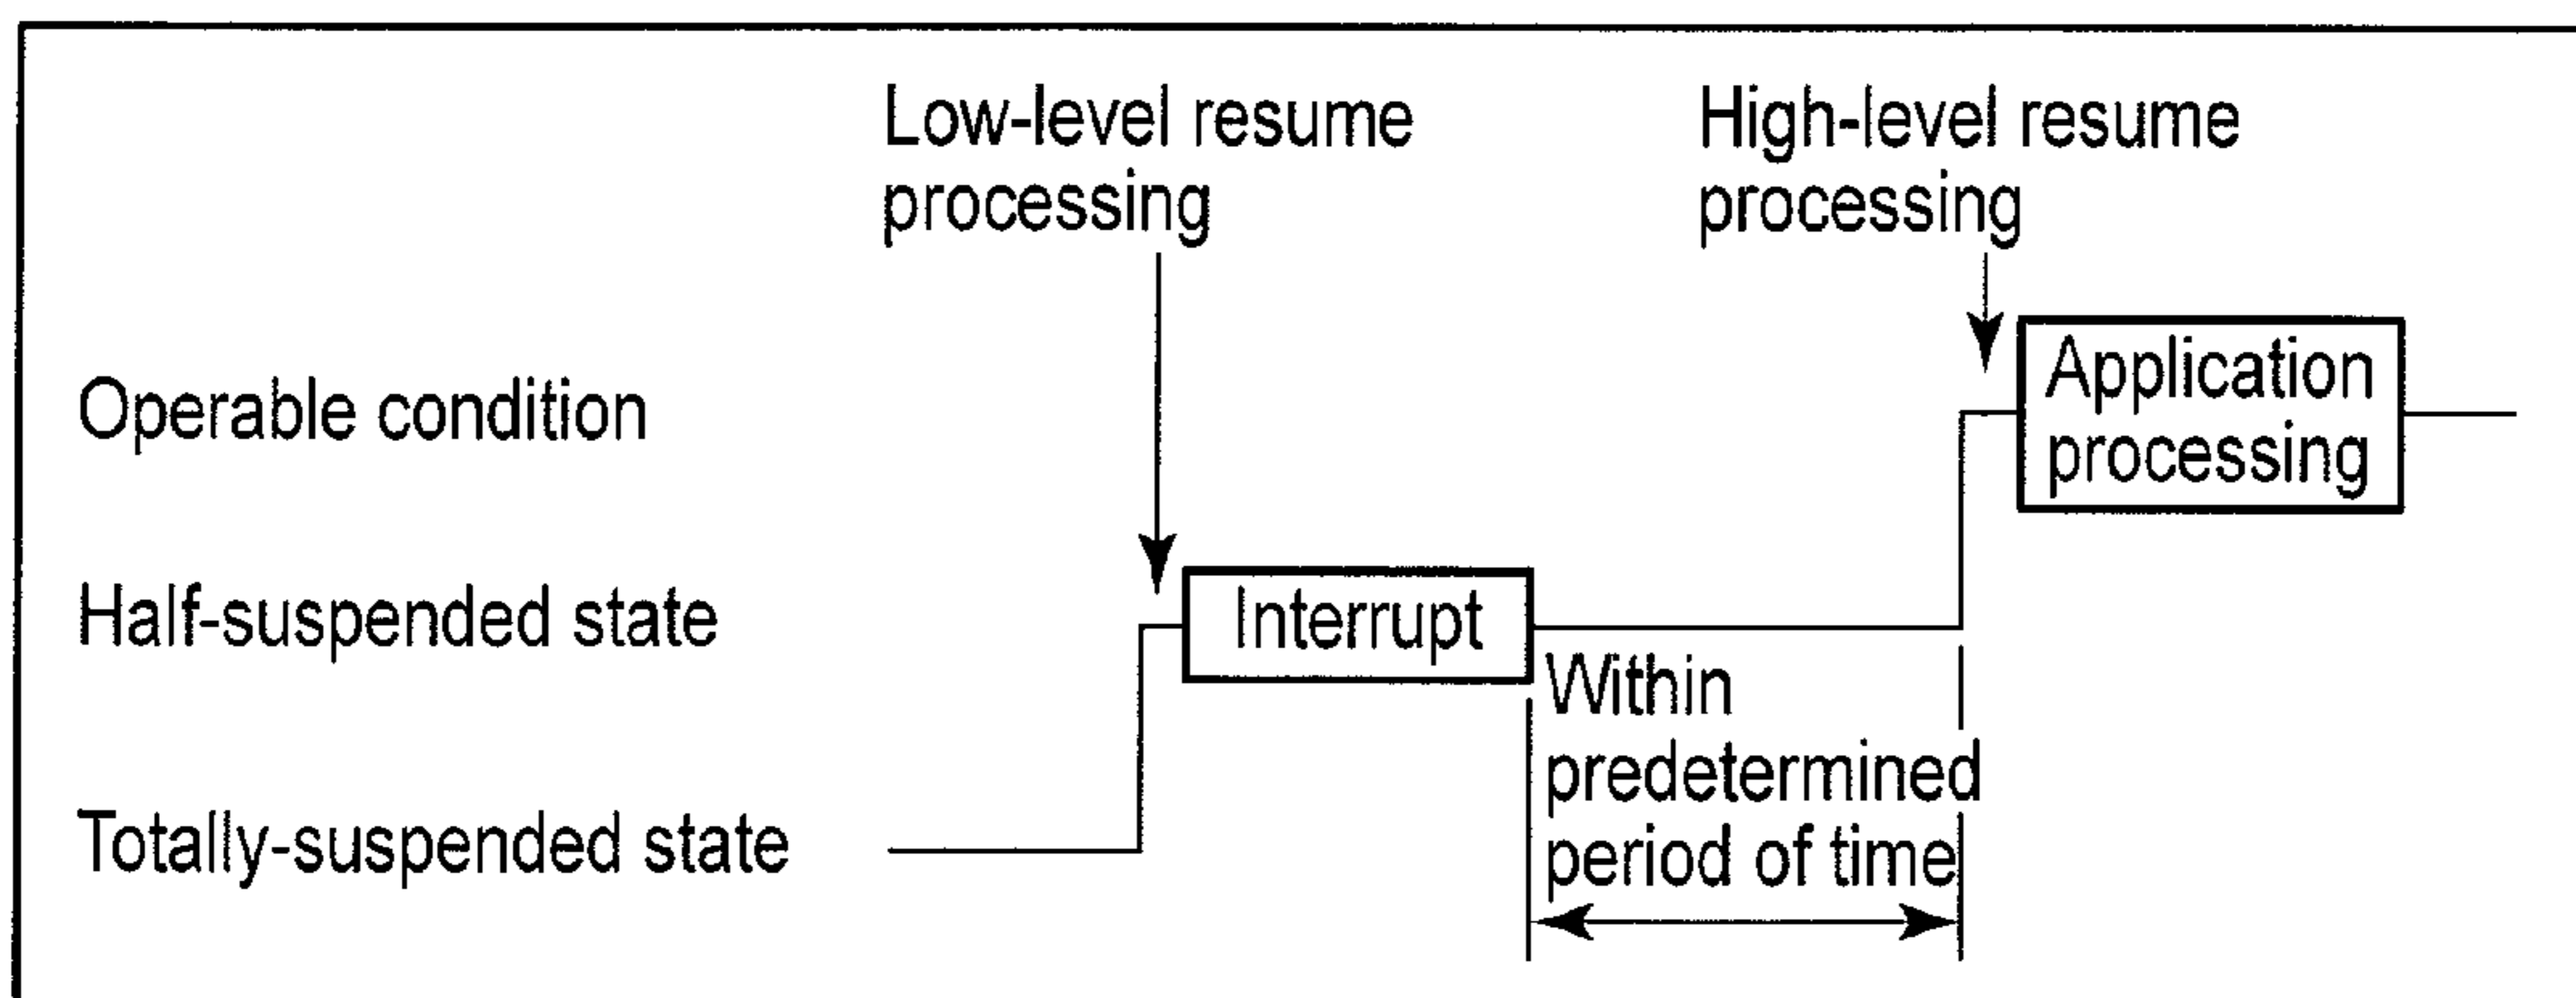 Low-level resume
processing
High-level resume
processing
Operable condition
Application
processing
Half-suspended state
Interrupt
Within
predetermined
period of time
Totally-suspended state